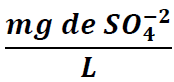 mg de SO₄⁻²
L